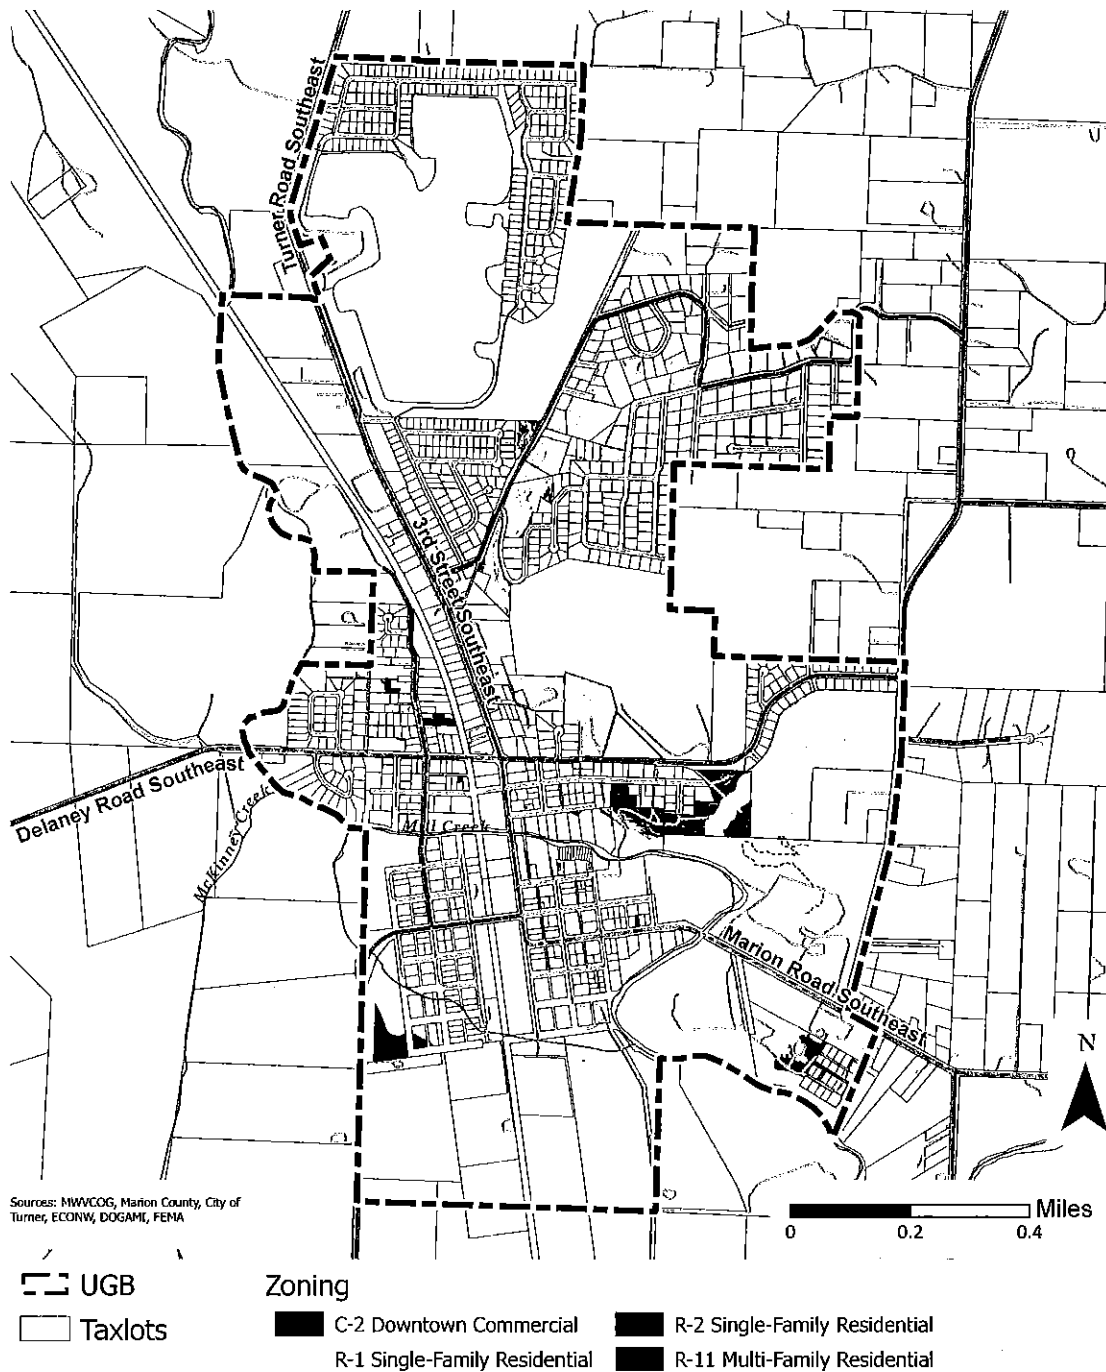 Turner Road Southeast
3rd Street Southeast
Delaney Road Southeast
McKinney Creek
Mill Creek
Marion Road Southeast
N
Sources: MWVCOG, Marion County, City of
Turner, ECONW, DOGAMI, FEMA
Miles
0 0.2 0.4
UGB
Taxlots
Zoning
C-2 Downtown Commercial
R-1 Single-Family Residential
R-2 Single-Family Residential
R-11 Multi-Family Residential